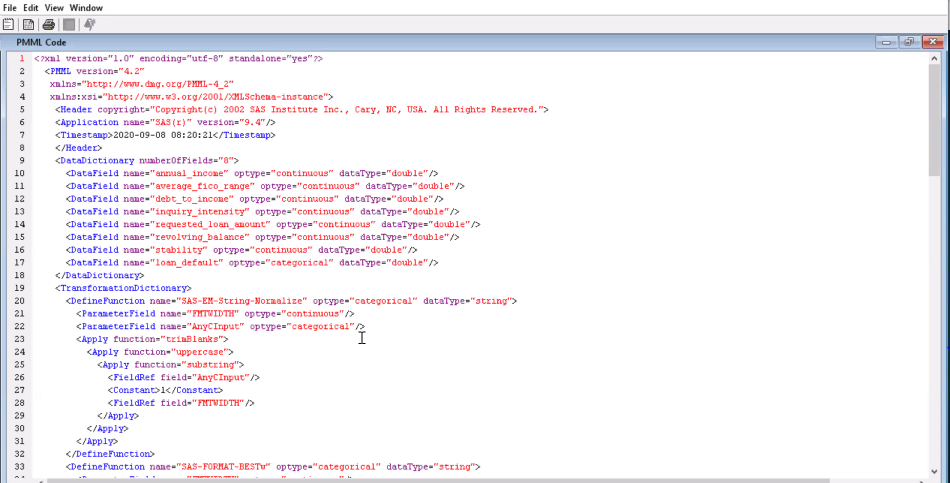 File Edit View Window
PMML Code
1 <?xml version="1.0" encoding="utf-8" standalone="yes"?>
2 <PMML version="4.2"
3 xmlns="http://www.dmg.org/PMML-4_2"
4 xmlns:xsi="http://www.w3.org/2001/XMLSchema-instance">
5 <Header copyright="Copyright(c) 2002 SAS Institute Inc., Cary, NC, USA. All Rights Reserved.">
6 <Application name="SAS(r)" version="9.4"/>
7 <Timestamp>2020-09-08 08:20:21</Timestamp>
8 </Header>
9 <DataDictionary numberOfFields="8">
10 <DataField name="annual_income" optype="continuous" dataType="double"/>
11 <DataField name="average_fico_range" optype="continuous" dataType="double"/>
12 <DataField name="debt_to_income" optype="continuous" dataType="double"/>
13 <DataField name="inquiry_intensity" optype="continuous" dataType="double"/>
14 <DataField name="requested_loan_amount" optype="continuous" dataType="double"/>
15 <DataField name="revolving_balance" optype="continuous" dataType="double"/>
16 <DataField name="stability" optype="continuous" dataType="double"/>
17 <DataField name="loan_default" optype="categorical" dataType="double"/>
18 </DataDictionary>
19 <TransformationDictionary>
20 <DefineFunction name="SAS-EM-String-Normalize" optype="categorical" dataType="string">
21 <ParameterField name="FMTWIDTH" optype="continuous"/>
22 <ParameterField name="AnyCInput" optype="categorical"/>
23 <Apply function="trimBlanks">
24 <Apply function="uppercase">
25 <Apply function="substring">
26 <FieldRef field="AnyCInput"/>
27 <Constant>1</Constant>
28 <FieldRef field="FMTWIDTH"/>
29 </Apply>
30 </Apply>
31 </Apply>
32 </DefineFunction>
33 <DefineFunction name="SAS-FORMAT-BESTw" optype="categorical" dataType="string">